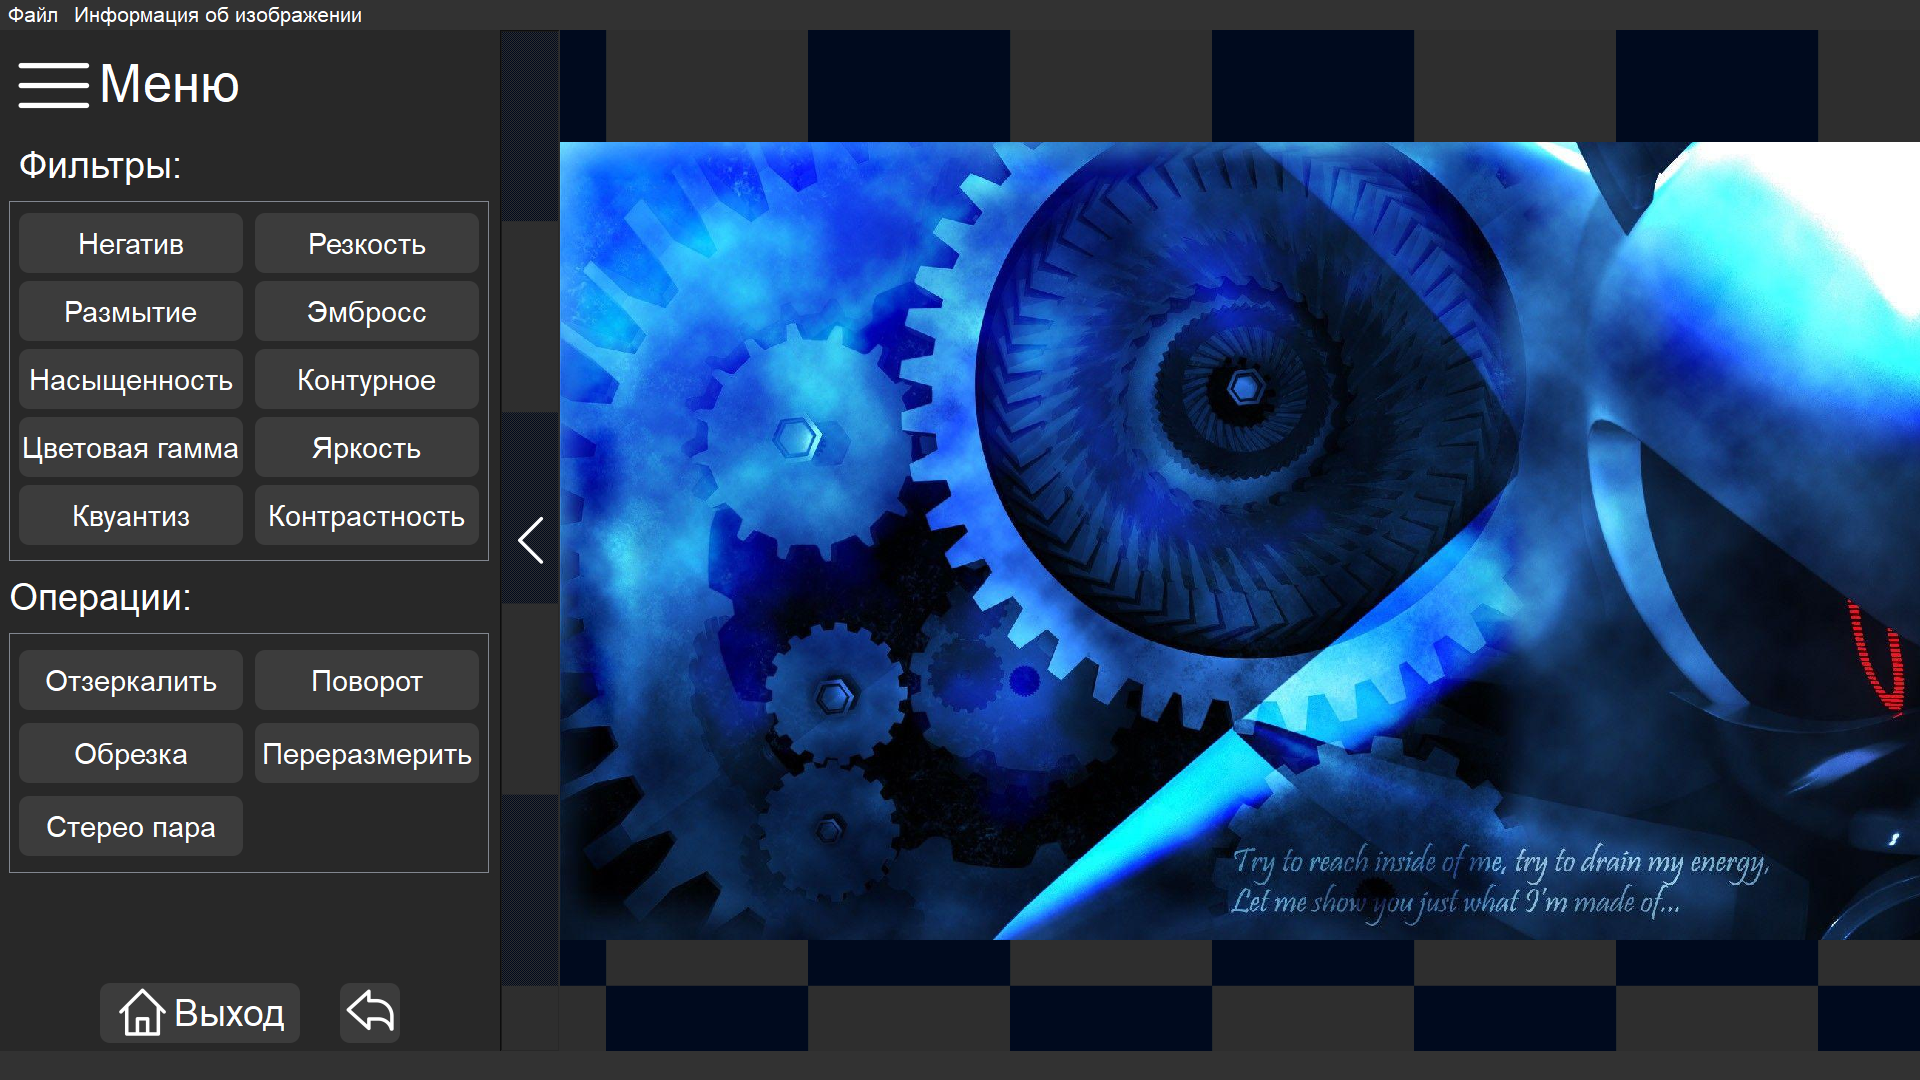 Файл Информация об изображении
Меню
Фильтры:
Негатив Резкость
Размытие Эмбросс
Насыщенность Контурное
Цветовая гамма Яркость
Квуантиз Контрастность
Операции:
Отзеркалить Поворот
Обрезка Переразмерить
Стерео пара
Выход
Try to reach inside of me, try to drain my energy,
Let me show you just what I'm made of...